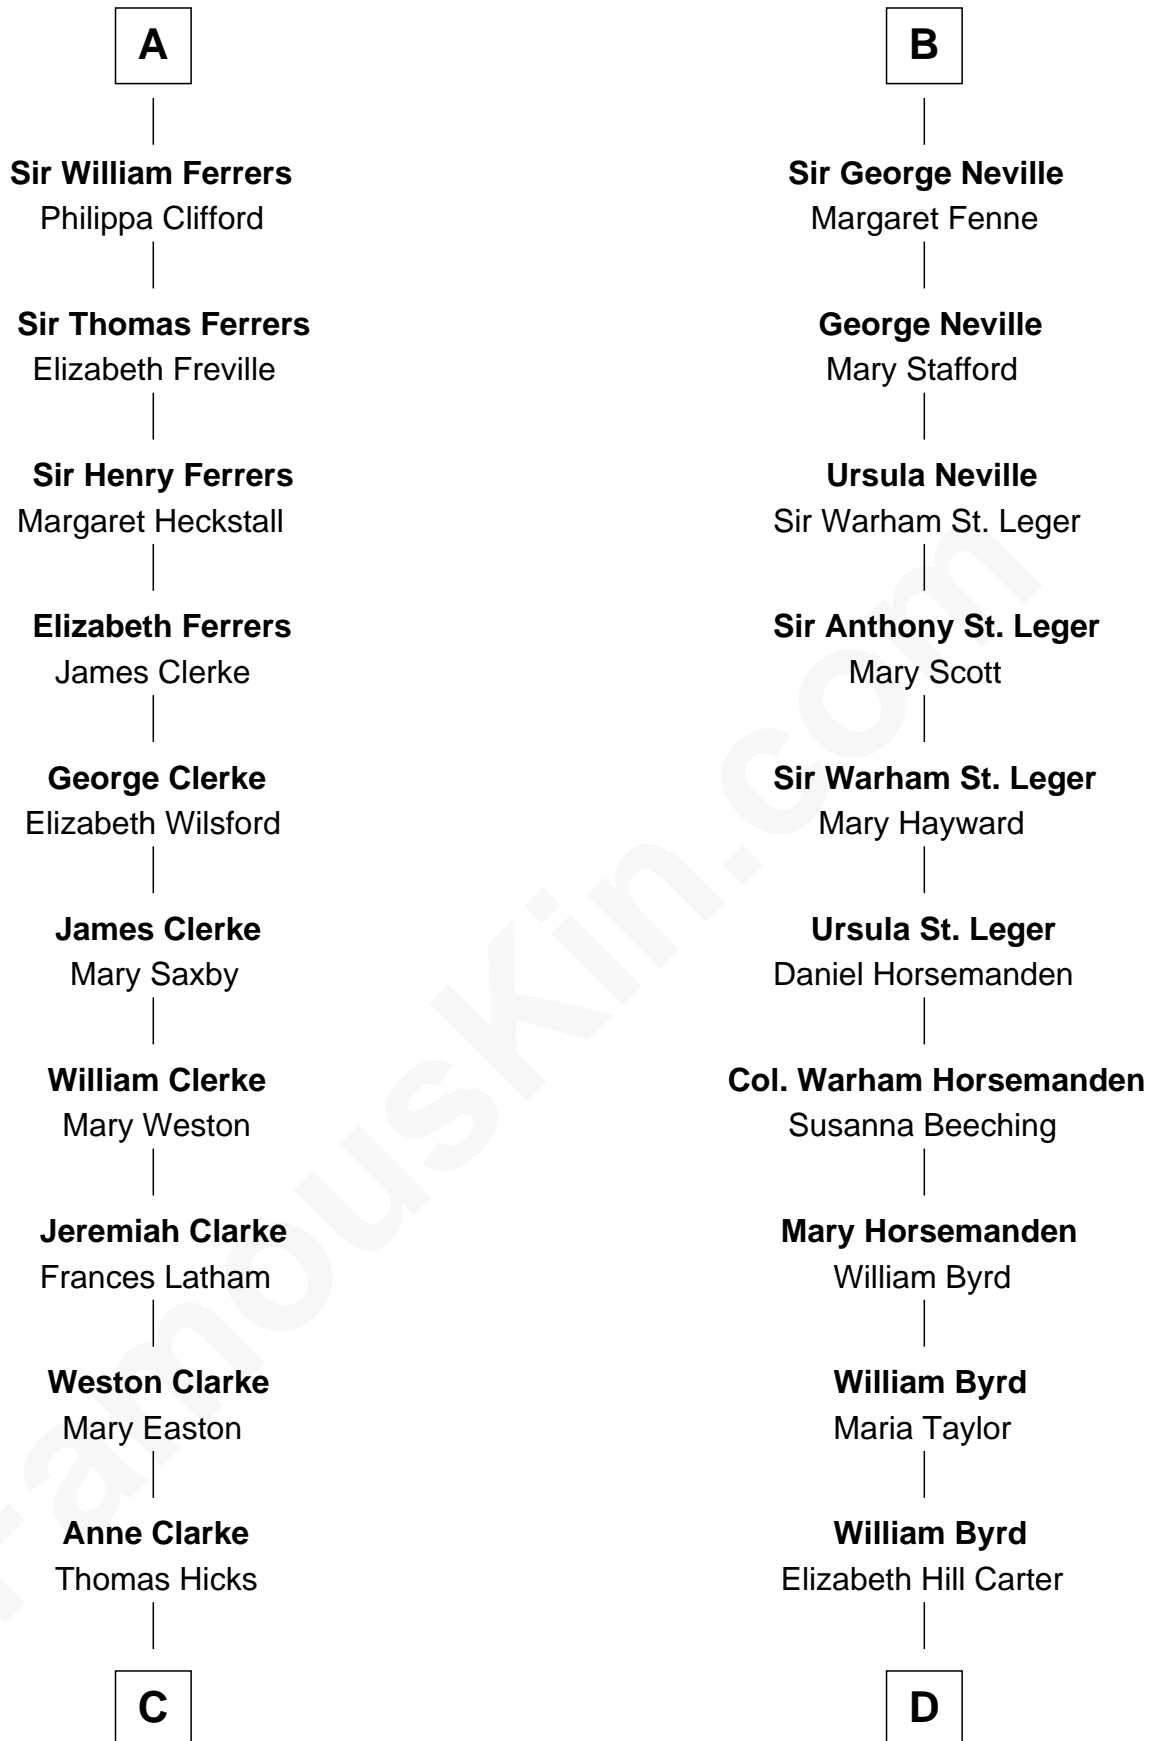 A
Sir William Ferrers
Philippa Clifford
Sir Thomas Ferrers
Elizabeth Freville
Sir Henry Ferrers
Margaret Heckstall
Elizabeth Ferrers
James Clerke
George Clerke
Elizabeth Wilsford
James Clerke
Mary Saxby
William Clerke
Mary Weston
Jeremiah Clarke
Frances Latham
Weston Clarke
Mary Easton
Anne Clarke
Thomas Hicks
C
B
Sir George Neville
Margaret Fenne
George Neville
Mary Stafford
Ursula Neville
Sir Warham St. Leger
Sir Anthony St. Leger
Mary Scott
Sir Warham St. Leger
Mary Hayward
Ursula St. Leger
Daniel Horsemanden
Col. Warham Horsemanden
Susanna Beeching
Mary Horsemanden
William Byrd
William Byrd
Maria Taylor
William Byrd
Elizabeth Hill Carter
D
FamousKin.com